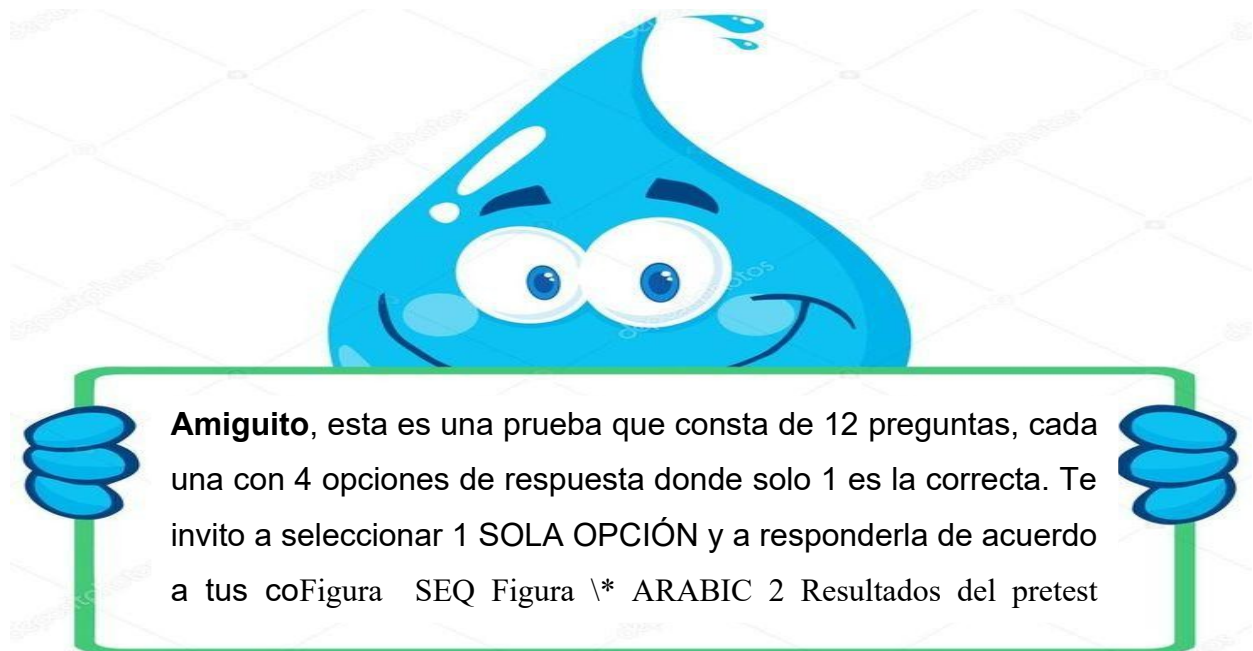 Amiguito, esta es una prueba que consta de 12 preguntas, cada
una con 4 opciones de respuesta donde solo 1 es la correcta. Te
invito a seleccionar 1 SOLA OPCIÓN y a responderla de acuerdo
a tus coFigura SEQ Figura \* ARABIC 2 Resultados del pretest